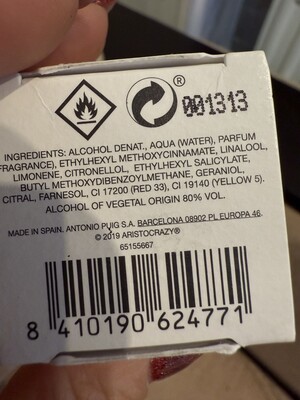 ®
001313
INGREDIENTS: ALCOHOL DENAT., AQUA (WATER), PARFUM
FRAGRANCE), ETHYLHEXYL METHOXYCINNAMATE, LINALOOL,
LIMONENE, CITRONELLOL, ETHYLHEXYL SALICYLATE,
BUTYL METHOXYDIBENZOYLMETHANE, GERANIOL,
CITRAL, FARNESOL, CI 17200 (RED 33), CI 19140 (YELLOW 5).
ALCOHOL OF VEGETAL ORIGIN 80% VOL.
MADE IN SPAIN. ANTONIO PUIG S.A. BARCELONA 08902 PL EUROPA 46.
© 2019 ARISTOCRAZY®
65155667
8 410190 624771